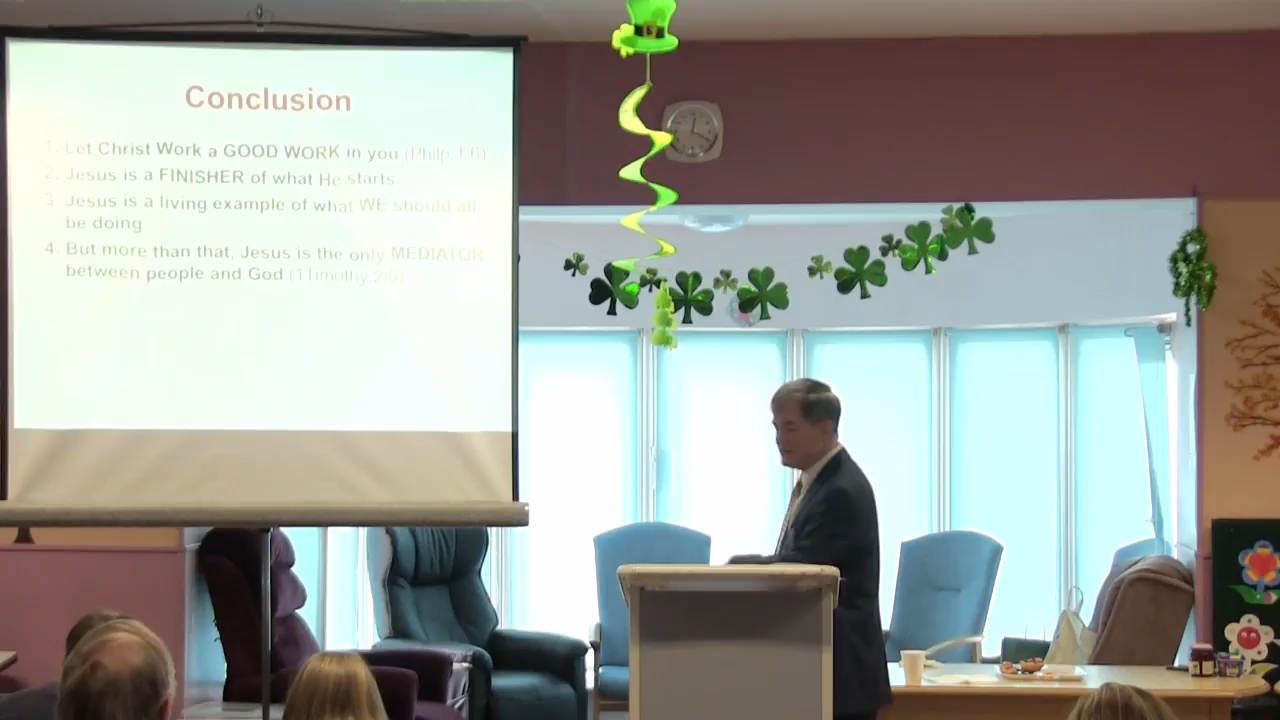 Conclusion
1. Let Christ Work a GOOD WORK in you (Philp 1:6)
2. Jesus is a FINISHER of what He starts
3. Jesus is a living example of what WE should all
be doing
4. But more than that, Jesus is the only MEDIATOR
between people and God (1Timothy 2:5)